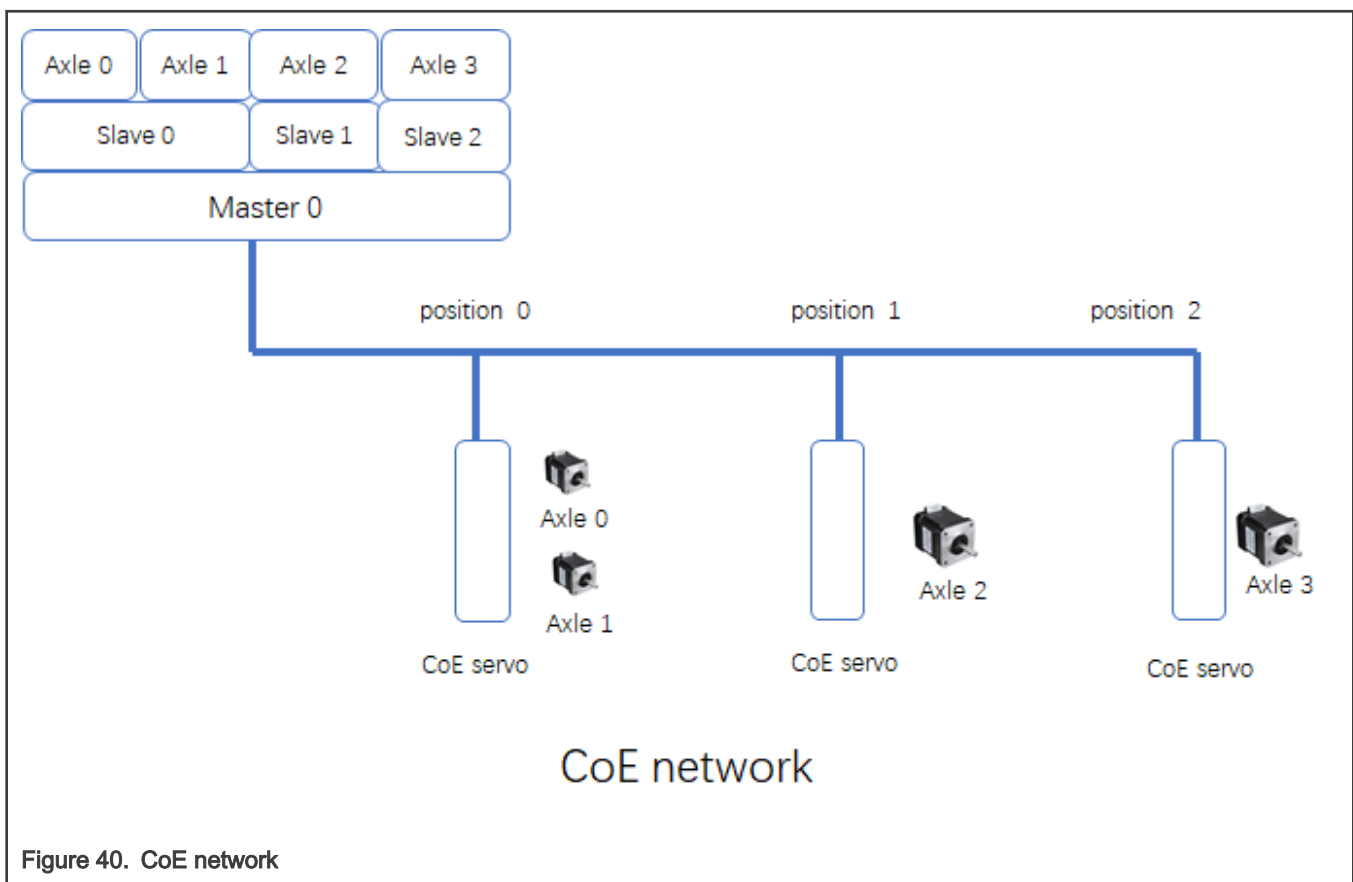 Axle 0 Axle 1 Axle 2 Axle 3
Slave 0 Slave 1 Slave 2
Master 0
position 0 position 1 position 2
Axle 0
Axle 1
Axle 2
Axle 3
CoE servo CoE servo CoE servo
CoE network
Figure 40. CoE network